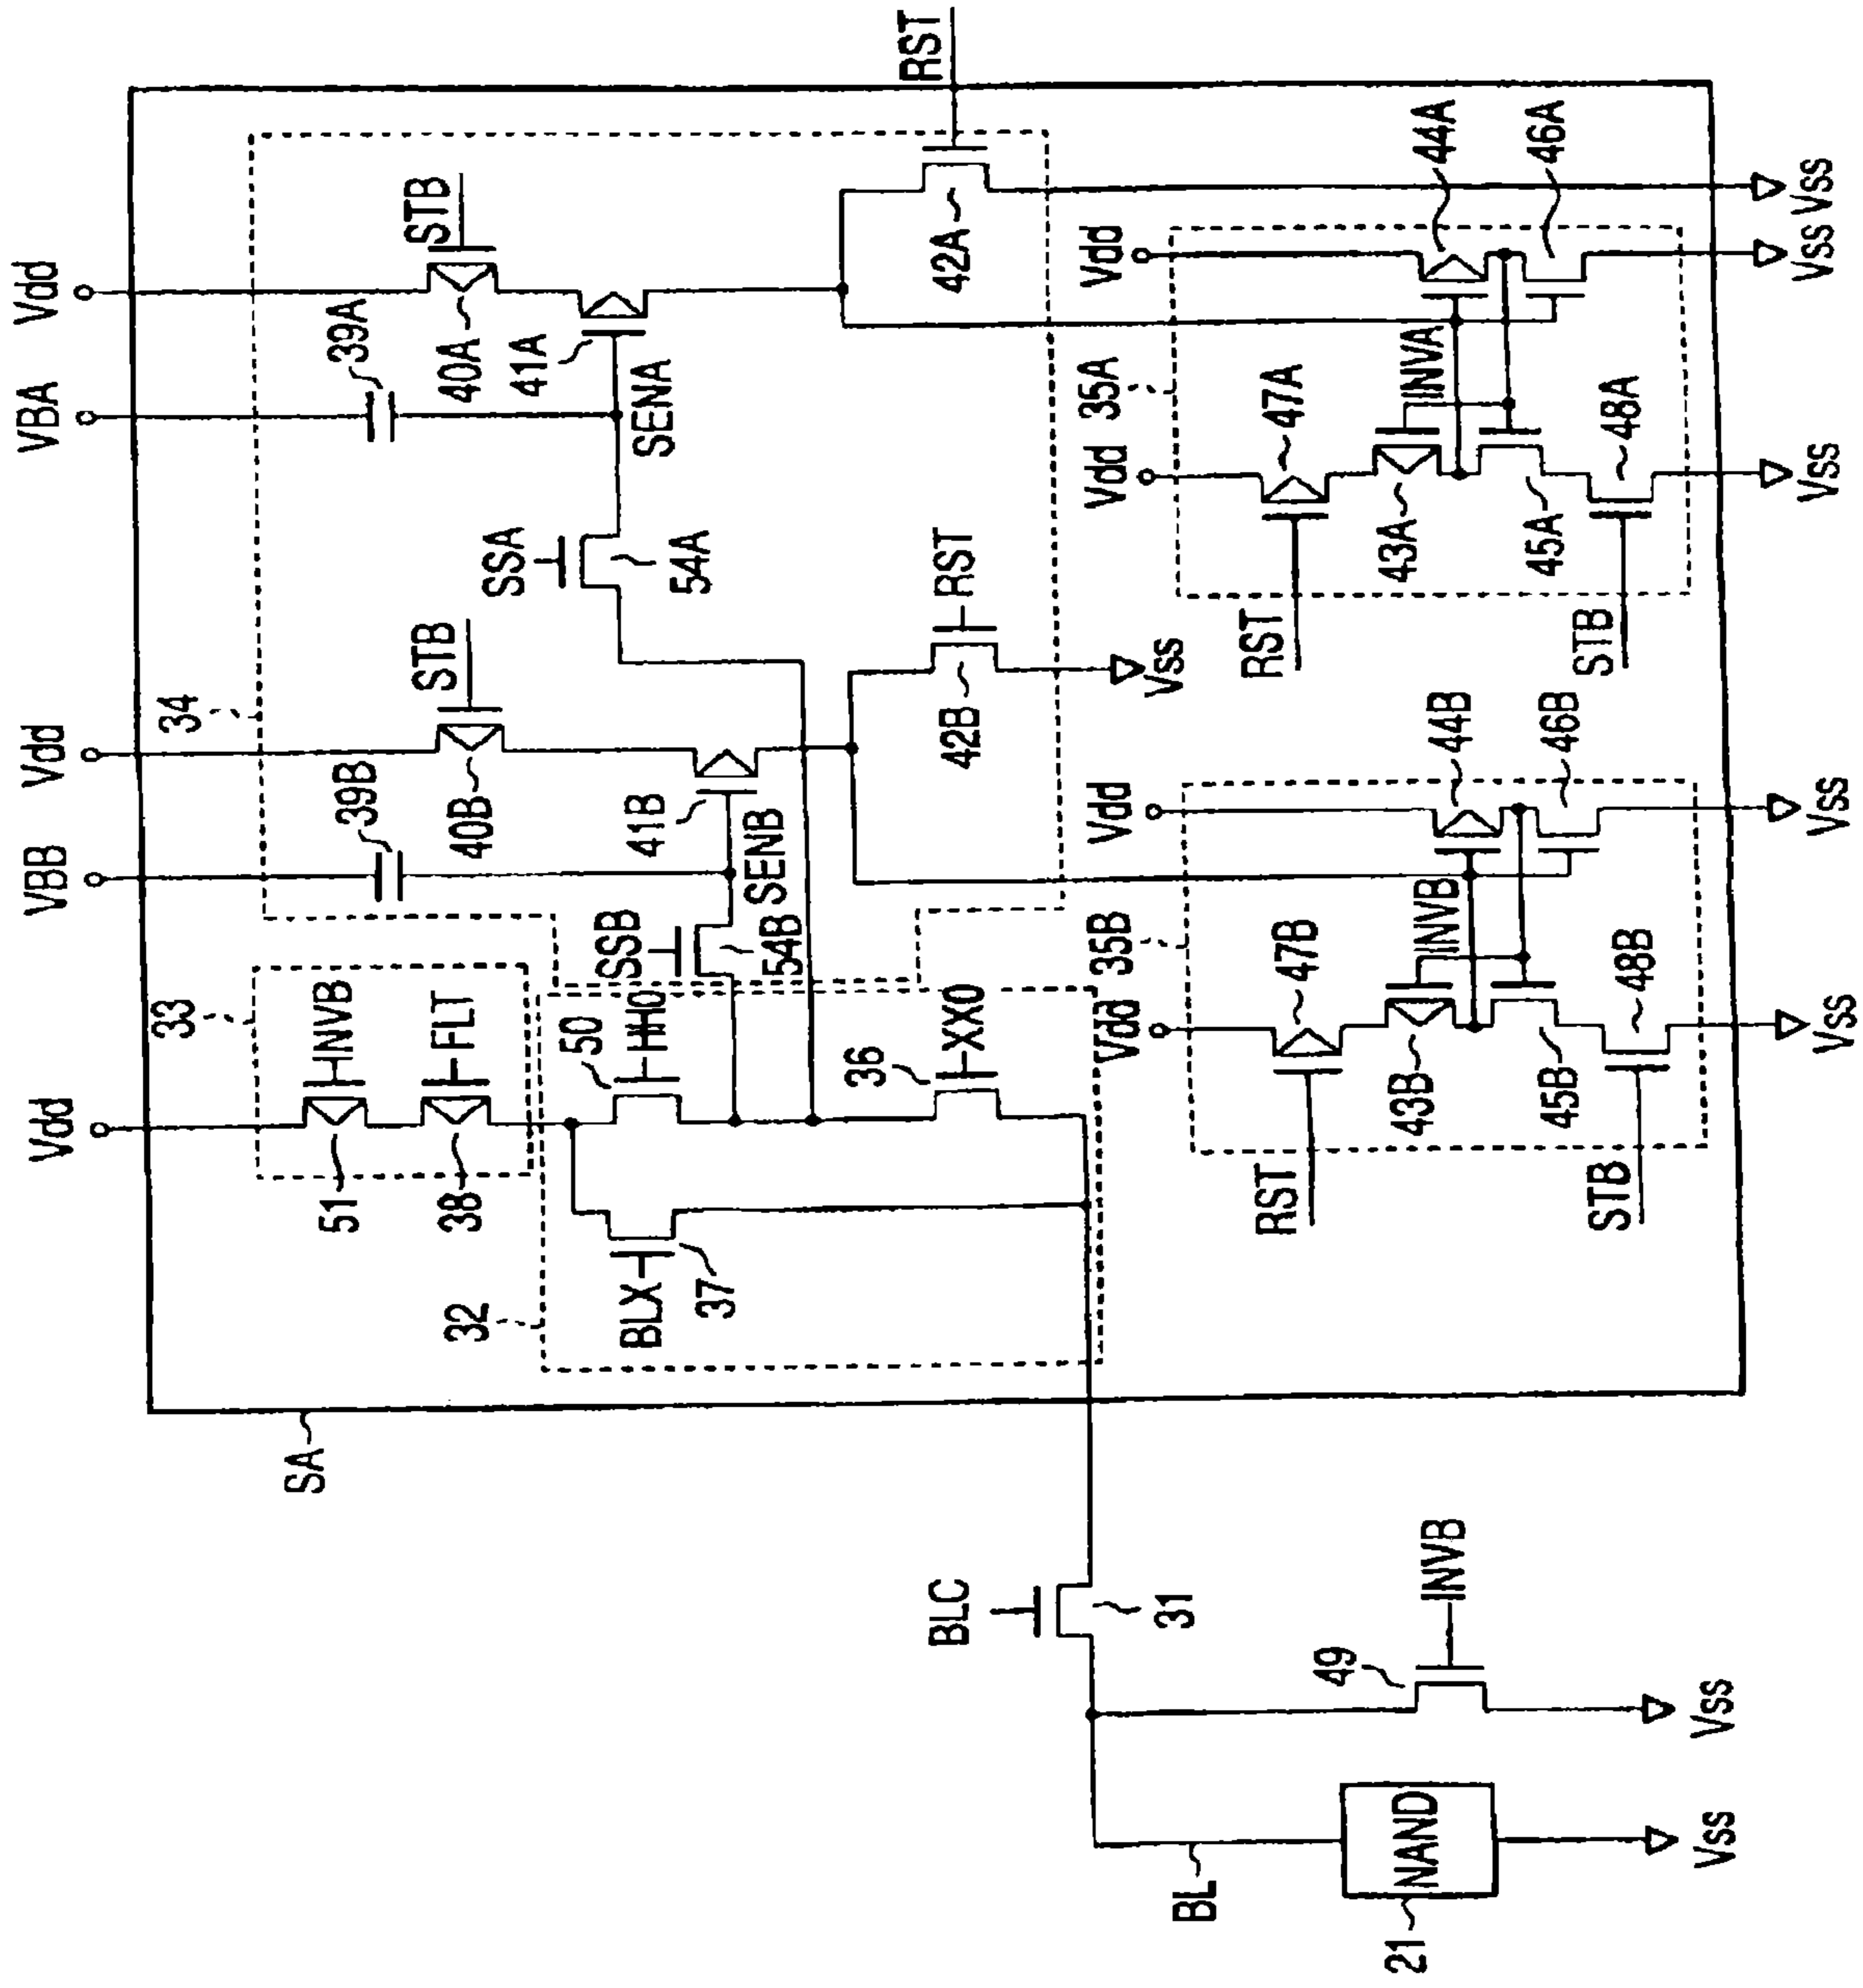 Vdd
VBB
Vdd
VBA
Vdd
SA
33
34
51
INVB
39B
39A
38
FLT
40B
STB
40A
STB
32
BLX
37
50
HHO
SSB
54B
41B
SENB
SSA
54A
41A
SENA
36
XXO
42B
RST
Vss
42A
RST
BLC
31
Vdd
35B
Vdd
Vdd
35A
Vdd
BL
49
INVB
RST
47B
RST
47A
43B
INVB
44B
43A
INVA
44A
21
NAND
STB
45B
48B
46B
STB
45A
48A
46A
Vss
Vss
Vss
Vss
Vss
Vss
Vss